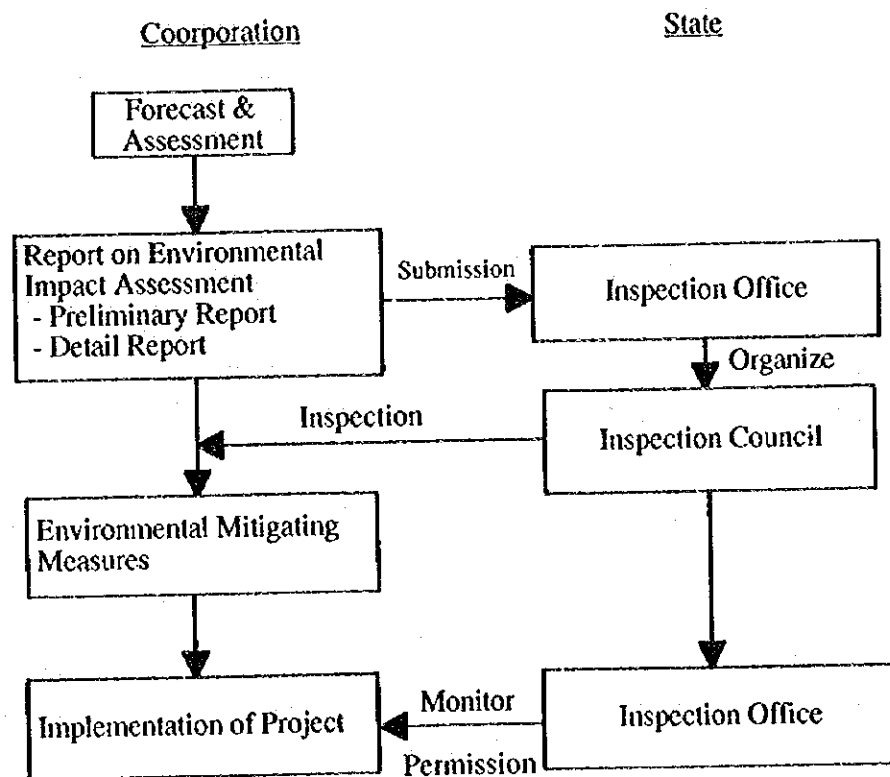 Coorporation
State
Forecast &
Assessment
Report on Environmental
Impact Assessment
- Preliminary Report
- Detail Report
Submission
Inspection Office
Organize
Inspection
Inspection Council
Environmental Mitigating
Measures
Implementation of Project
Monitor
Permission
Inspection Office